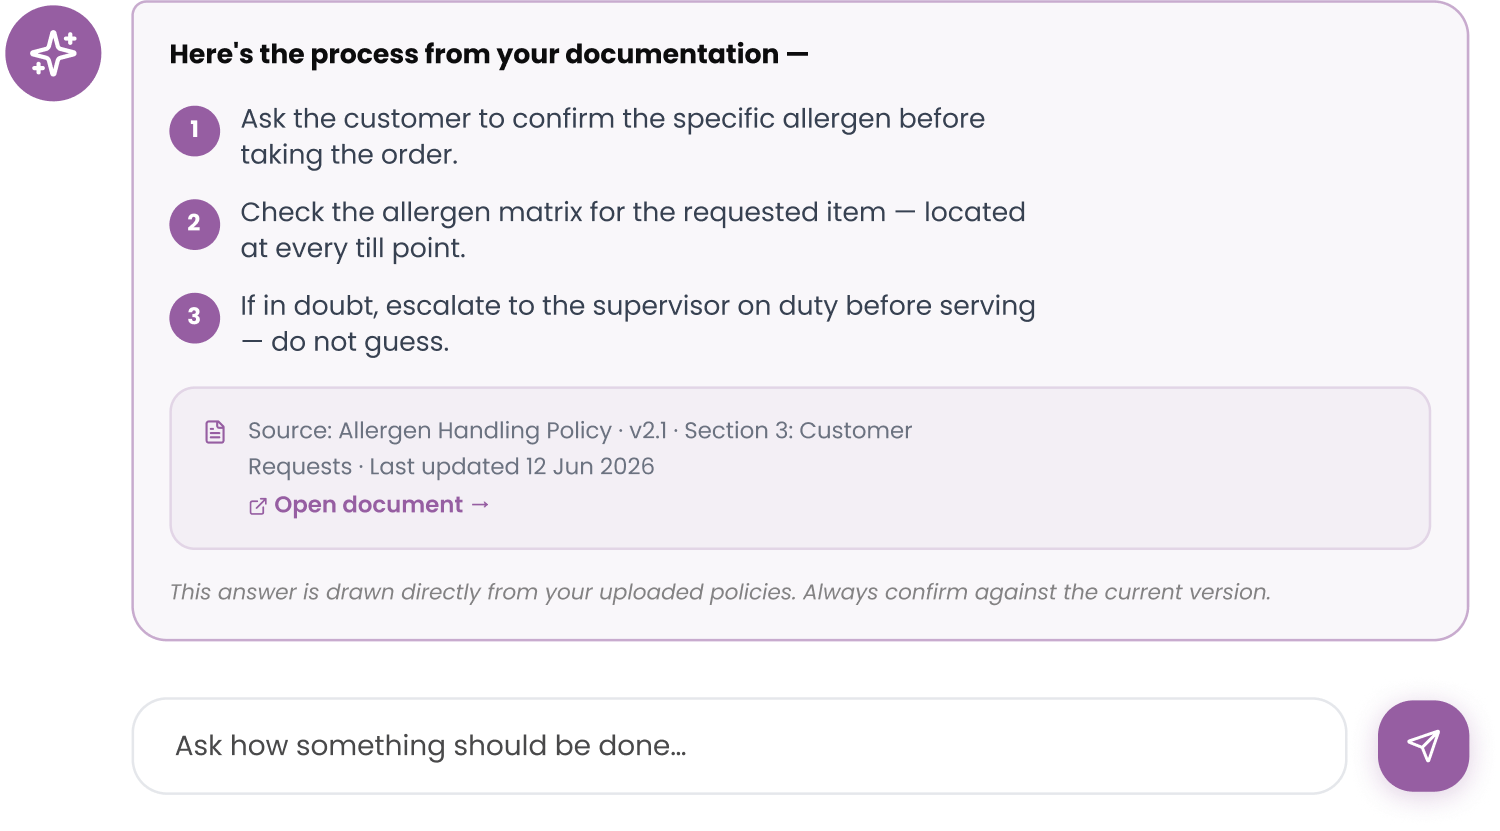 Here's the process from your documentation —
1
Ask the customer to confirm the specific allergen before
taking the order.
2
Check the allergen matrix for the requested item — located
at every till point.
3
If in doubt, escalate to the supervisor on duty before serving
— do not guess.
Source: Allergen Handling Policy · v2.1 · Section 3: Customer
Requests · Last updated 12 Jun 2026
Open document →
This answer is drawn directly from your uploaded policies. Always confirm against the current version.
Ask how something should be done...